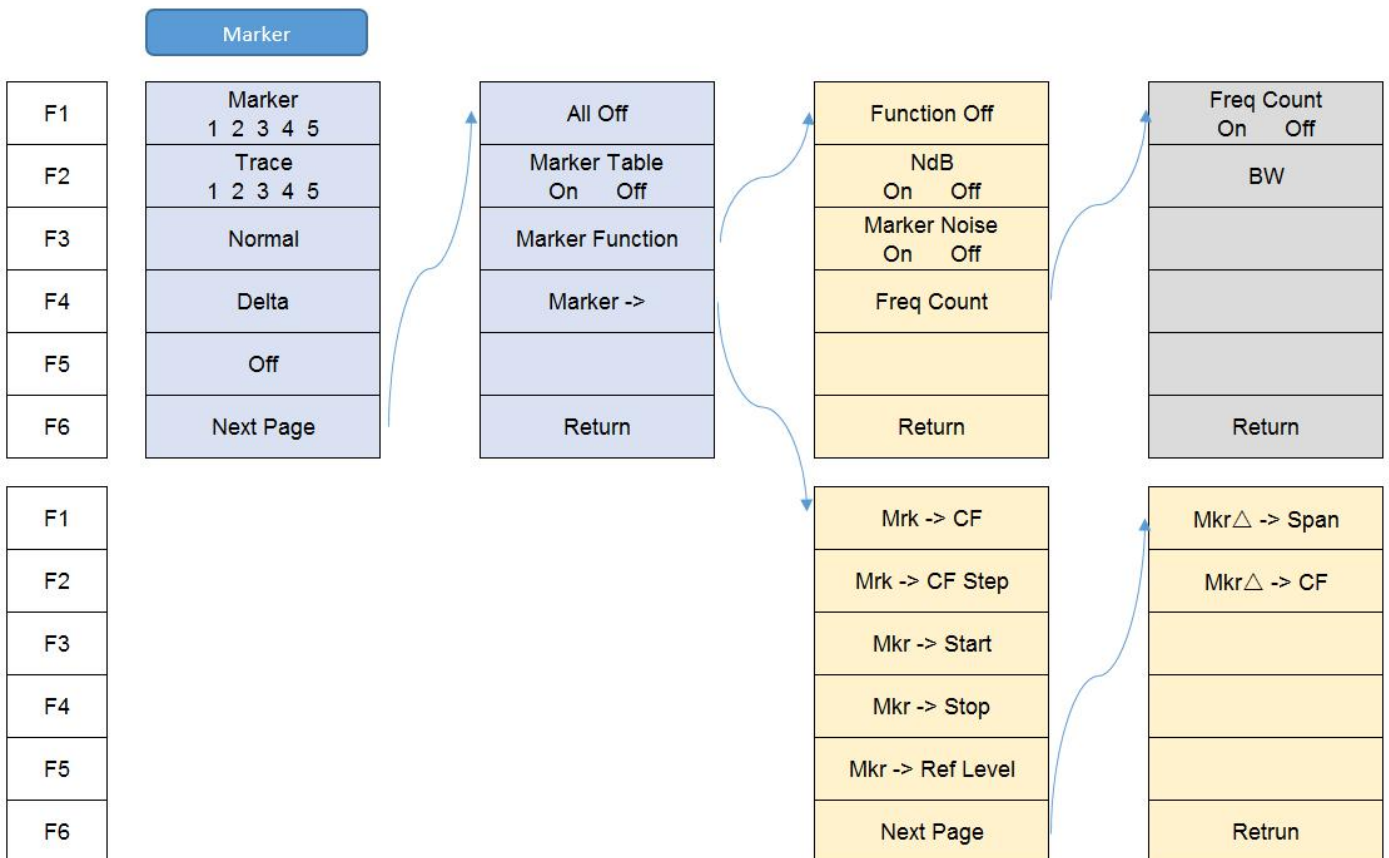 Marker
F1
Marker
1 2 3 4 5
All Off
Function Off
Freq Count
On Off
F2
Trace
1 2 3 4 5
Marker Table
On Off
NdB
On Off
BW
F3
Normal
Marker Function
Marker Noise
On Off
F4
Delta
Marker ->
Freq Count
F5
Off
F6
Next Page
Return
Return
Return
F1
Mrk -> CF
Mkr△ -> Span
F2
Mrk -> CF Step
Mkr△ -> CF
F3
Mkr -> Start
F4
Mkr -> Stop
F5
Mkr -> Ref Level
F6
Next Page
Retrun